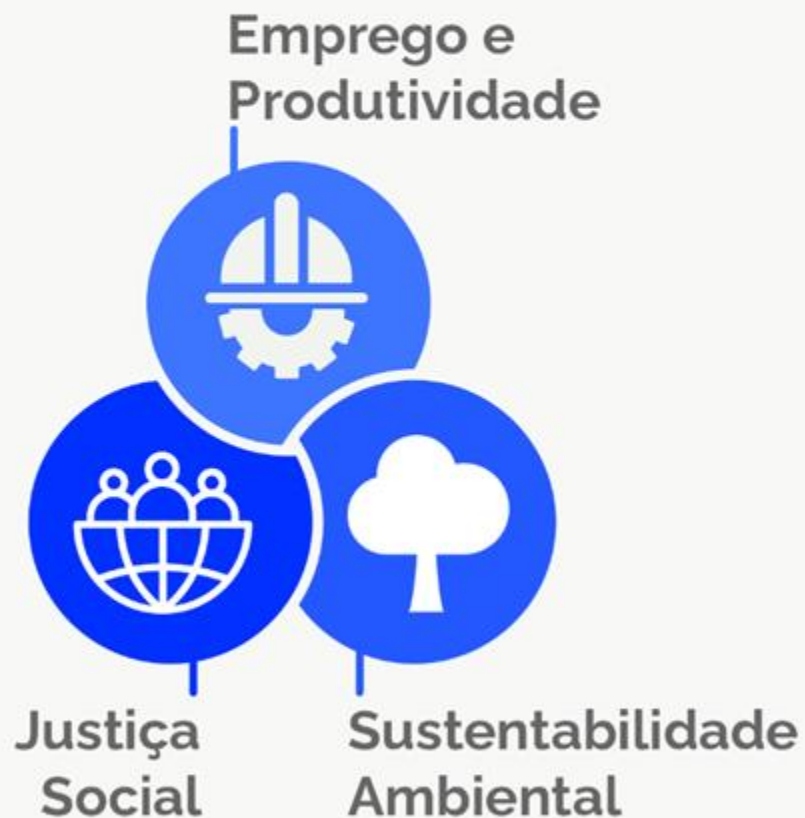 Emprego e
Produtividade
Justiça
Social
Sustentabilidade
Ambiental